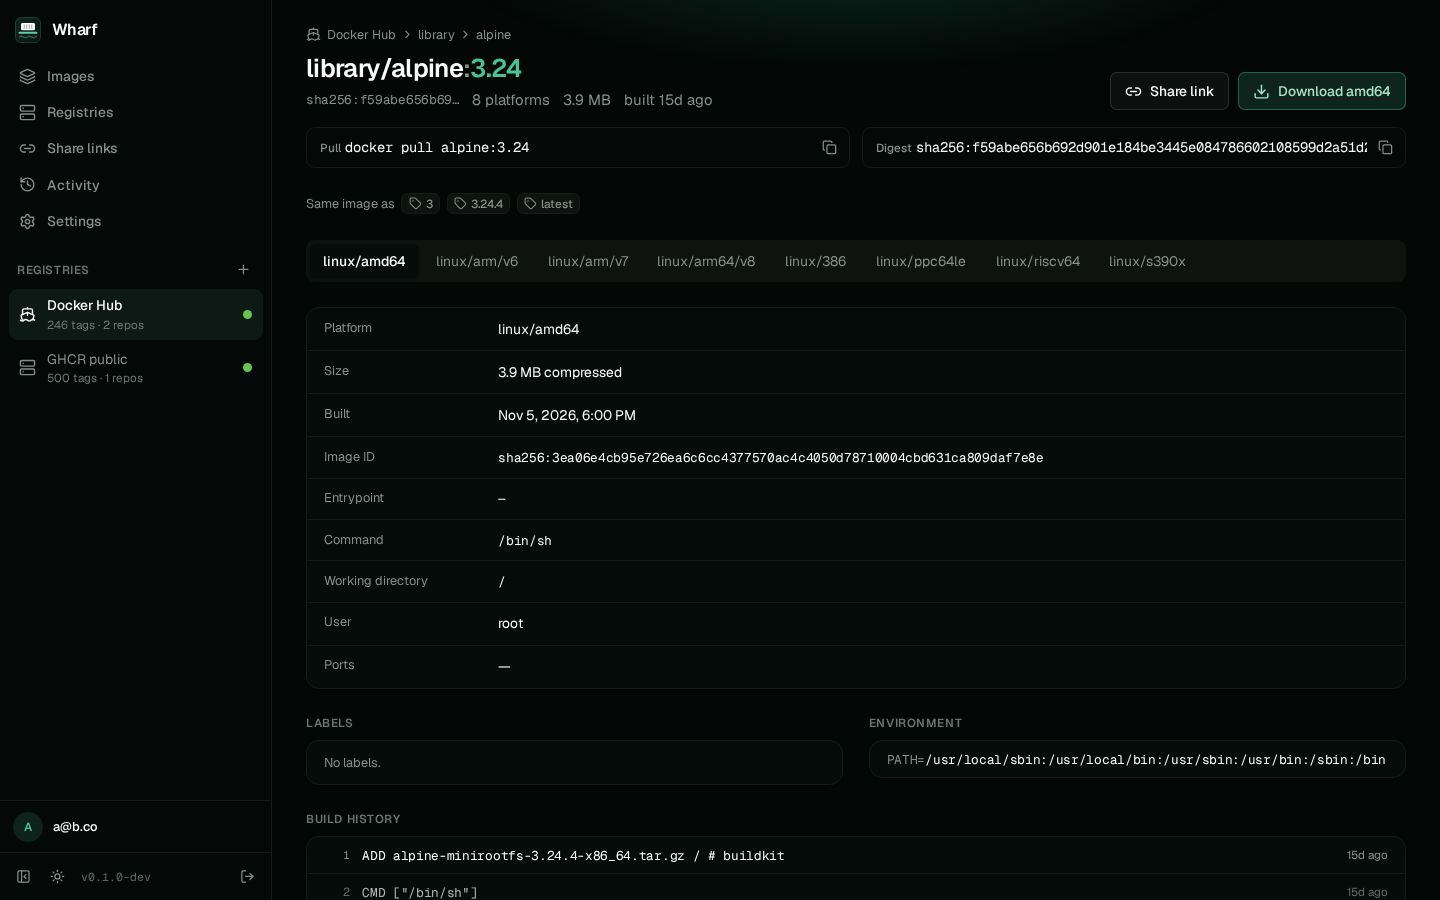 Wharf
Images
Registries
Share links
Activity
Settings
REGISTRIES
Docker Hub
246 tags · 2 repos
GHCR public
500 tags · 1 repos
A a@b.co
v0.1.0-dev
Docker Hub > library > alpine
library/alpine:3.24
sha256:f59abe656b69… 8 platforms 3.9 MB built 15d ago
Share link
Download amd64
Pull docker pull alpine:3.24
Digest sha256:f59abe656b692d901e184be3445e084786602108599d2a51d2
Same image as 3 3.24.4 latest
linux/amd64 linux/arm/v6 linux/arm/v7 linux/arm64/v8 linux/386 linux/ppc64le linux/riscv64 linux/s390x
Platform linux/amd64
Size 3.9 MB compressed
Built Nov 5, 2026, 6:00 PM
Image ID sha256:3ea06e4cb95e726ea6c6cc4377570ac4c4050d78710004cbd631ca809daf7e8e
Entrypoint —
Command /bin/sh
Working directory /
User root
Ports —
LABELS
No labels.
ENVIRONMENT
PATH=/usr/local/sbin:/usr/local/bin:/usr/sbin:/usr/bin:/sbin:/bin
BUILD HISTORY
1 ADD alpine-minirootfs-3.24.4-x86_64.tar.gz / # buildkit 15d ago
2 CMD ["/bin/sh"] 15d ago